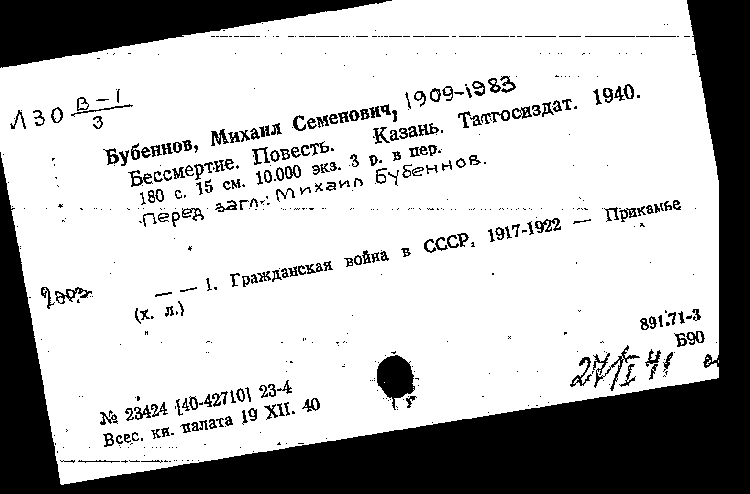 Л30 В-1
3
Бубеннов, Михаил Семенович, 1909-1983
Бессмертие. Повесть. Казань. Татгосиздат. 1940.
180 с. 15 см. 10.000 экз. 3 р. в пер.
Перед загл.: Михаил Бубеннов.
— — 1. Гражданская война в СССР, 1917-1922 — Прикамье
(х. л.)
891.71-3
Б90
27/I 41
№ 23424 [40-42710] 23-4
Всес. кн. палата 19 XII. 40